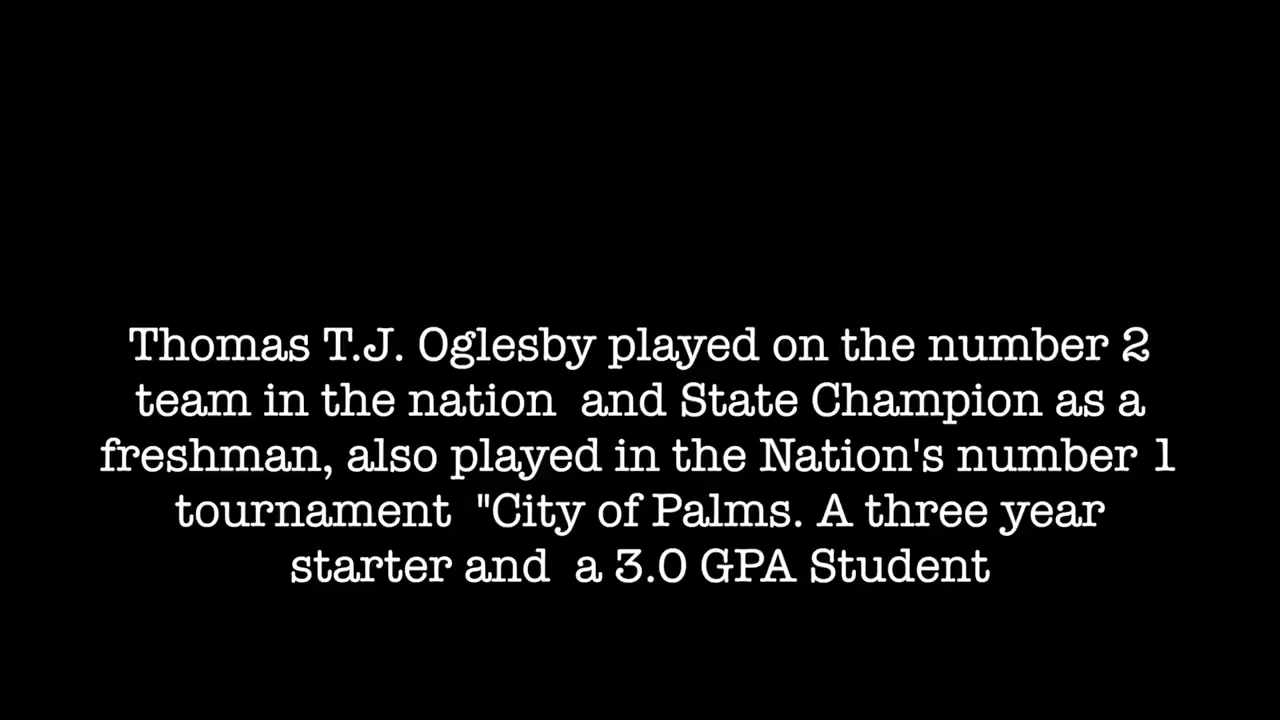 Thomas T.J. Oglesby played on the number 2
team in the nation  and State Champion as a
freshman, also played in the Nation's number 1
tournament  "City of Palms. A three year
starter and  a 3.0 GPA Student